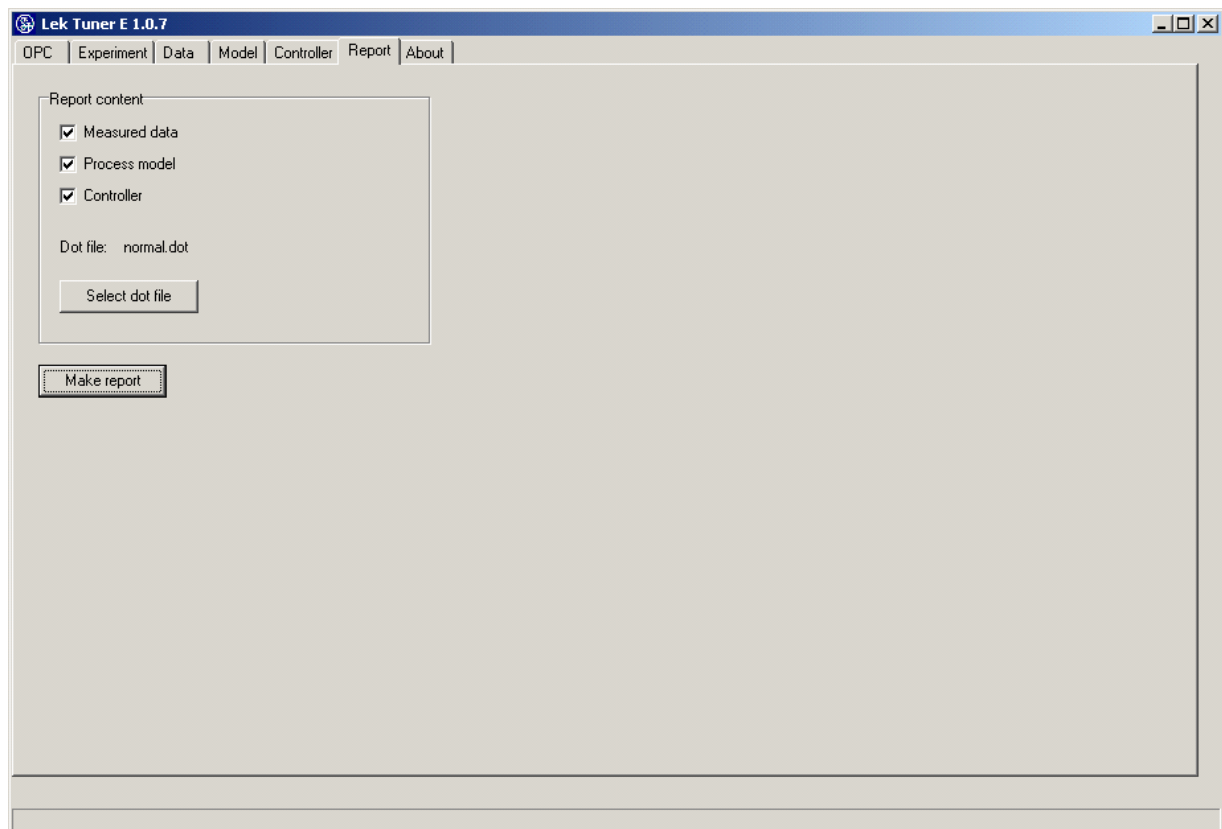 Lek Tuner E 1.0.7
OPC Experiment Data Model Controller Report About
Report content
Measured data
Process model
Controller
Dot file: normal.dot
Select dot file
Make report